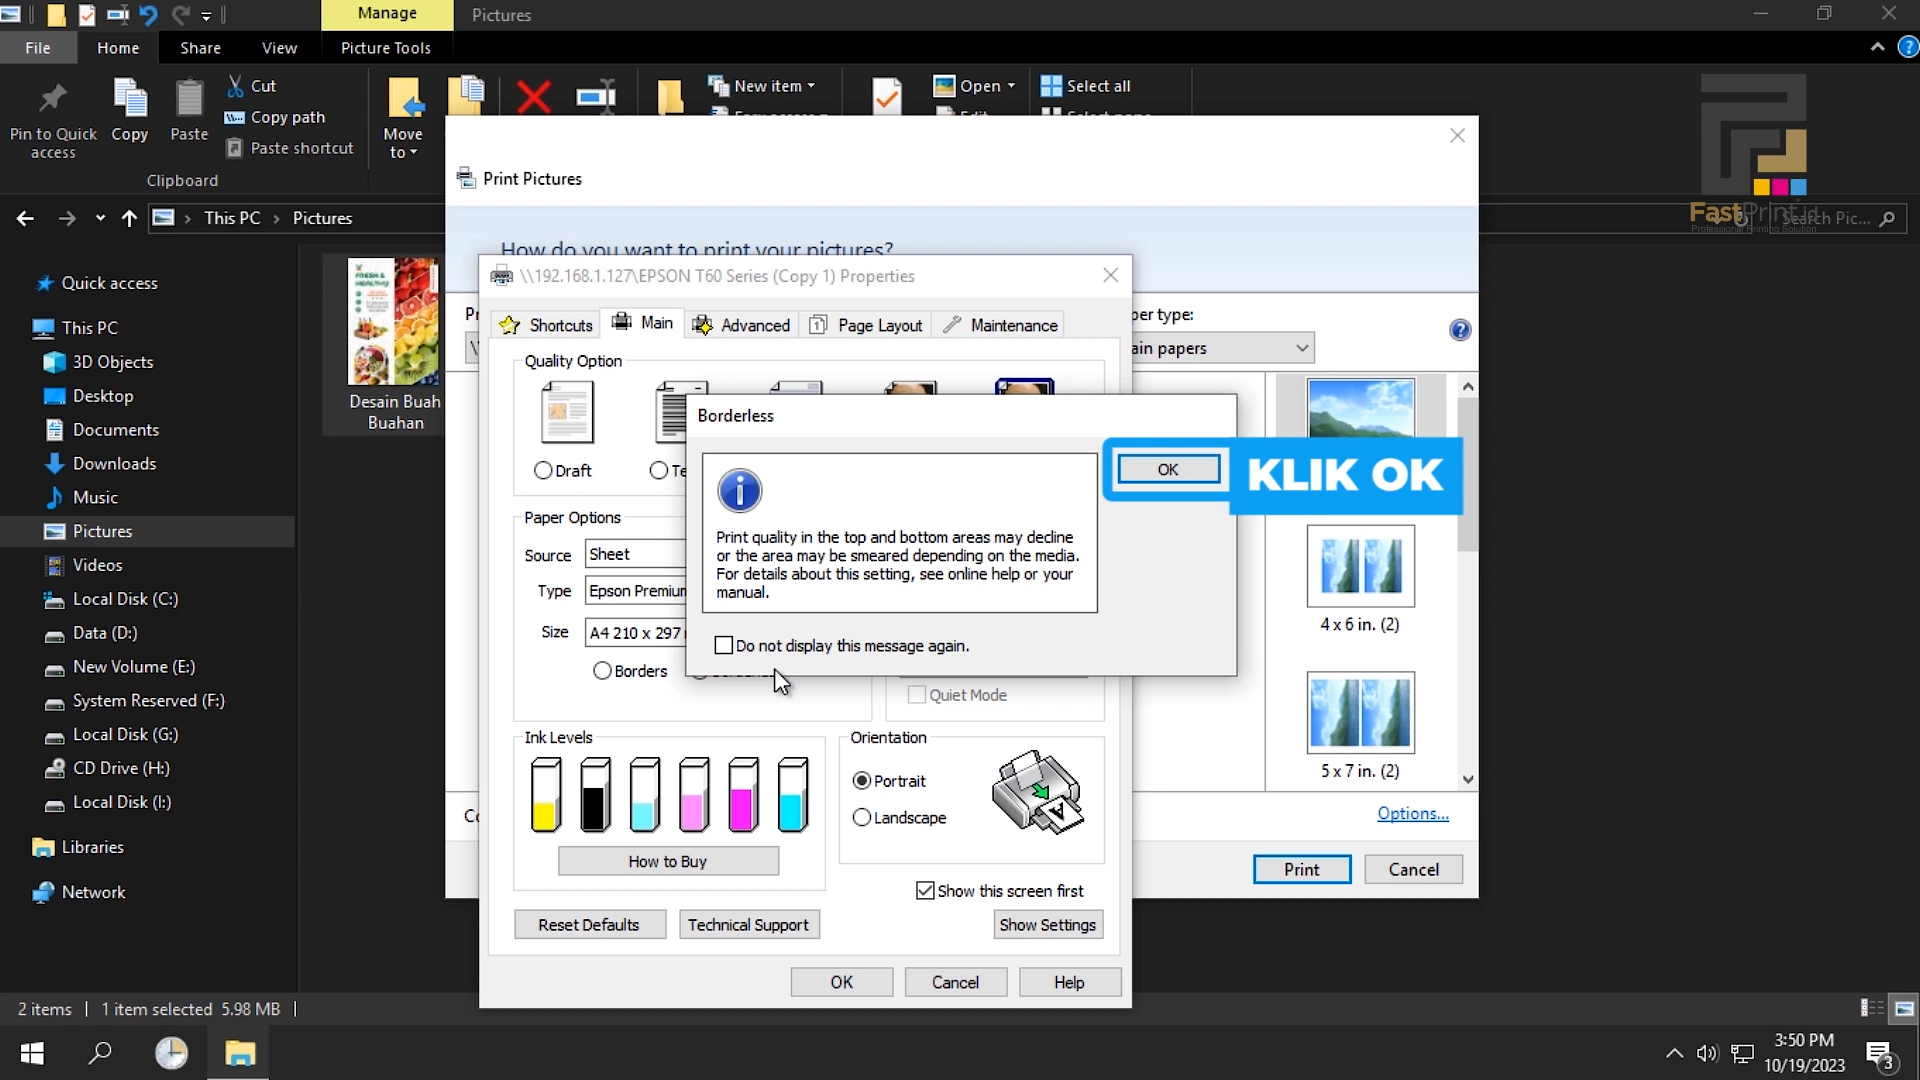 Manage
Pictures
File
Home
Share
View
Picture Tools
Pin to Quick
access
Copy
Paste
Cut
Copy path
Paste shortcut
Clipboard
Move
to
New item
Open
Select all
FastPrint.id
Professional Printing Solution
This PC > Pictures
Search Pic...
Print Pictures
How do you want to print your pictures?
\\192.168.1.127\EPSON T60 Series (Copy 1) Properties
Shortcuts
Main
Advanced
Page Layout
Maintenance
Quality Option
Draft
Borderless
OK
KLIK OK
Print quality in the top and bottom areas may decline
or the area may be smeared depending on the media.
For details about this setting, see online help or your
manual.
Do not display this message again.
Paper Options
Source
Sheet
Type
Epson Premium
Size
A4 210 x 297
Borders
Quiet Mode
Ink Levels
How to Buy
Orientation
Portrait
Landscape
Show this screen first
Reset Defaults
Technical Support
Show Settings
OK
Cancel
Help
4 x 6 in. (2)
5 x 7 in. (2)
Options...
Print
Cancel
Quick access
This PC
3D Objects
Desktop
Documents
Downloads
Music
Pictures
Videos
Local Disk (C:)
Data (D:)
New Volume (E:)
System Reserved (F:)
Local Disk (G:)
CD Drive (H:)
Local Disk (I:)
Libraries
Network
FRESH &
HEALTHY
Desain Buah
Buahan
2 items
1 item selected 5.98 MB
3:50 PM
10/19/2023
3